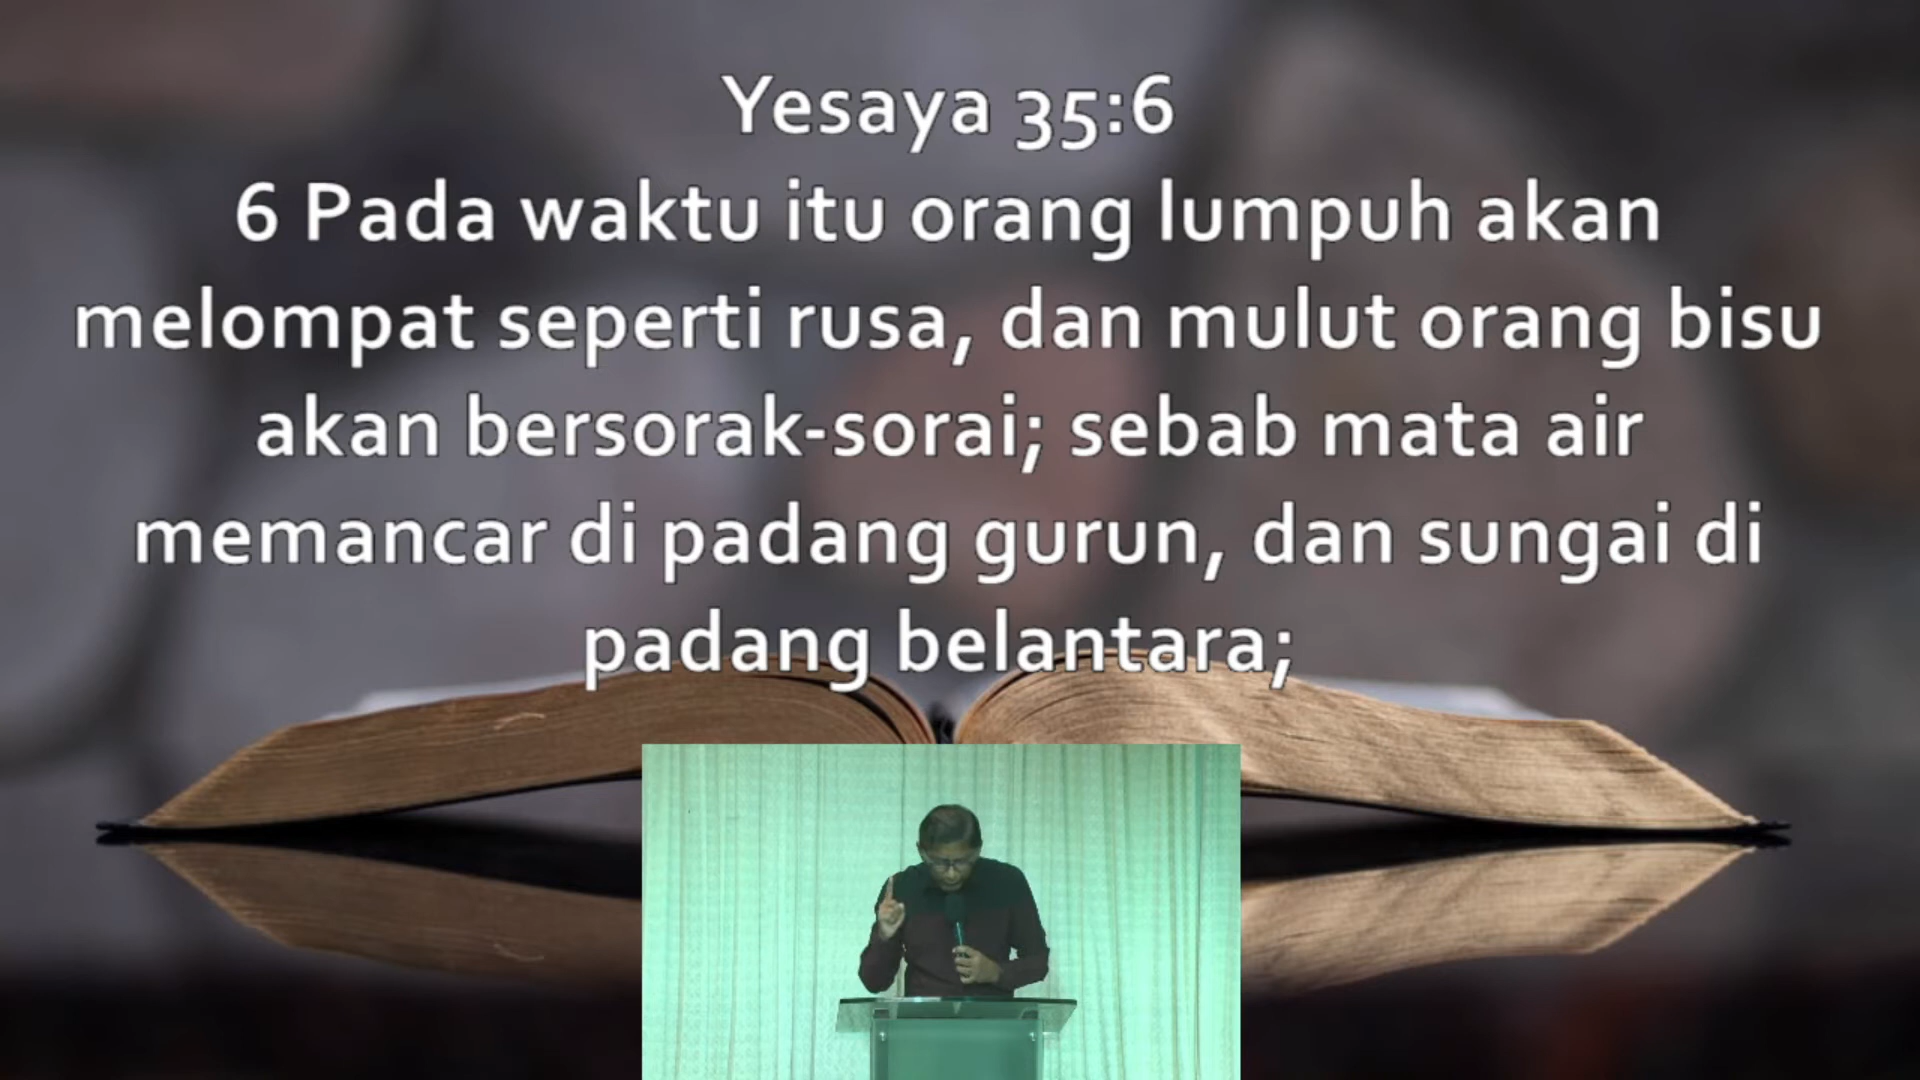 Yesaya 35:6
6 Pada waktu itu orang lumpuh akan
melompat seperti rusa, dan mulut orang bisu
akan bersorak-sorai; sebab mata air
memancar di padang gurun, dan sungai di
padang belantara;